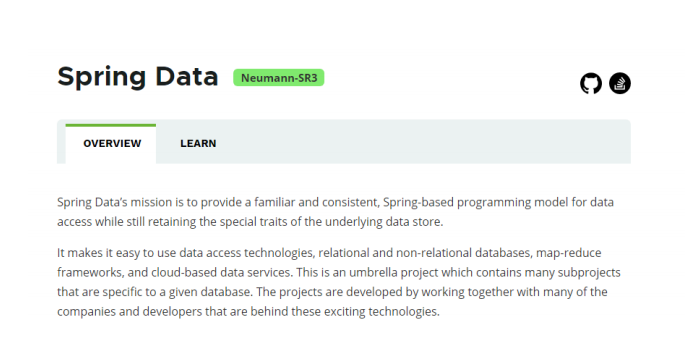 Spring Data Neumann-SR3
OVERVIEW LEARN
Spring Data's mission is to provide a familiar and consistent, Spring-based programming model for data
access while still retaining the special traits of the underlying data store.
It makes it easy to use data access technologies, relational and non-relational databases, map-reduce
frameworks, and cloud-based data services. This is an umbrella project which contains many subprojects
that are specific to a given database. The projects are developed by working together with many of the
companies and developers that are behind these exciting technologies.